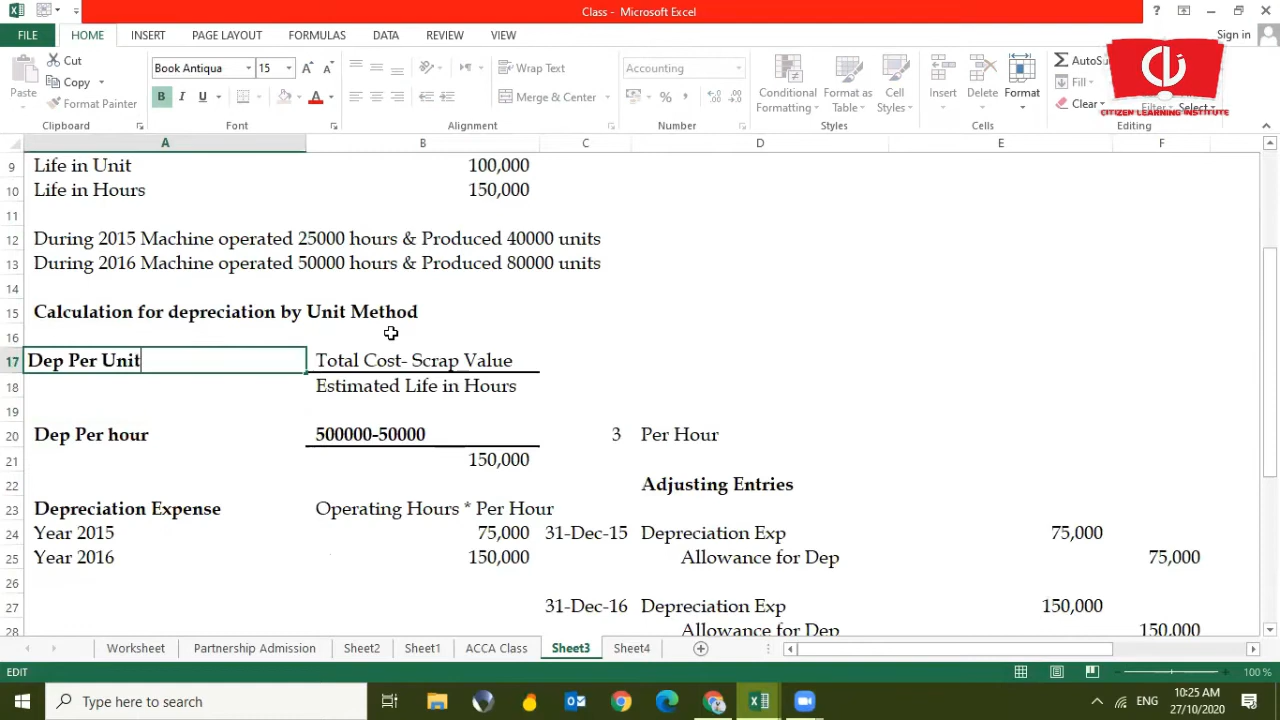 Class - Microsoft Excel
FILE HOME INSERT PAGE LAYOUT FORMULAS DATA REVIEW VIEW Sign in
Cut
Copy
Format Painter
Paste
Clipboard
Book Antiqua 15
B I U
Font
Wrap Text
Merge & Center
Alignment
Accounting
Number
Conditional Formatting
Format as Table
Cell Styles
Styles
Insert Delete Format
Cells
AutoSu
Fill
Clear
Select
Editing
CITIZEN LEARNING INSTITUTE
A B C D E F
9 Life in Unit 100,000
10 Life in Hours 150,000
11
12 During 2015 Machine operated 25000 hours & Produced 40000 units
13 During 2016 Machine operated 50000 hours & Produced 80000 units
14
15 Calculation for depreciation by Unit Method
16
17 Dep Per Unit Total Cost- Scrap Value
18 Estimated Life in Hours
19
20 Dep Per hour 500000-50000 3 Per Hour
21 150,000
22 Adjusting Entries
23 Depreciation Expense Operating Hours * Per Hour
24 Year 2015 75,000 31-Dec-15 Depreciation Exp 75,000
25 Year 2016 150,000 Allowance for Dep 75,000
26
27 31-Dec-16 Depreciation Exp 150,000
28 Allowance for Dep 150,000
Worksheet Partnership Admission Sheet2 Sheet1 ACCA Class Sheet3 Sheet4
EDIT 100 %
Type here to search
ENG
10:25 AM
27/10/2020